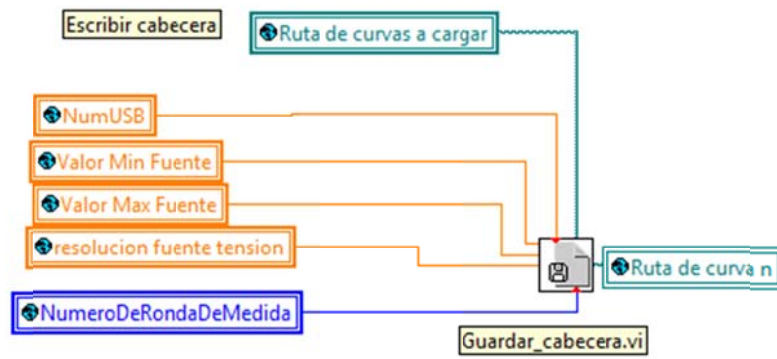 Escribir cabecera
Ruta de curvas a cargar
NumUSB
Valor Min Fuente
Valor Max Fuente
resolucion fuente tension
Ruta de curva n
NumeroDeRondaDeMedida
Guardar_cabecera.vi